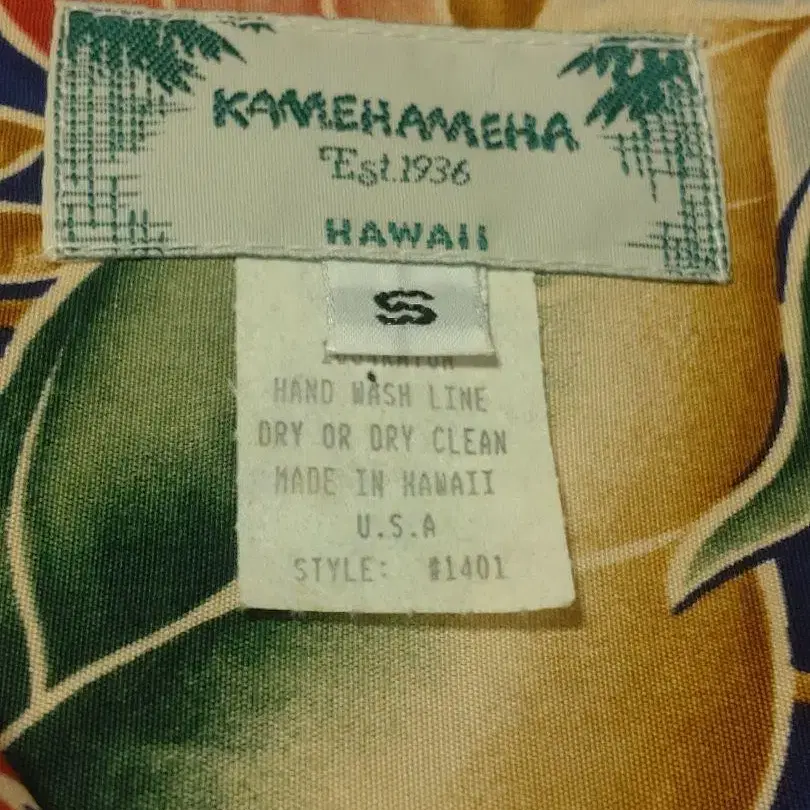 KAMEHAMEHA
Est.1936
HAWAII
S
HAND WASH LINE
DRY OR DRY CLEAN
MADE IN HAWAII
U.S.A
STYLE: #1401